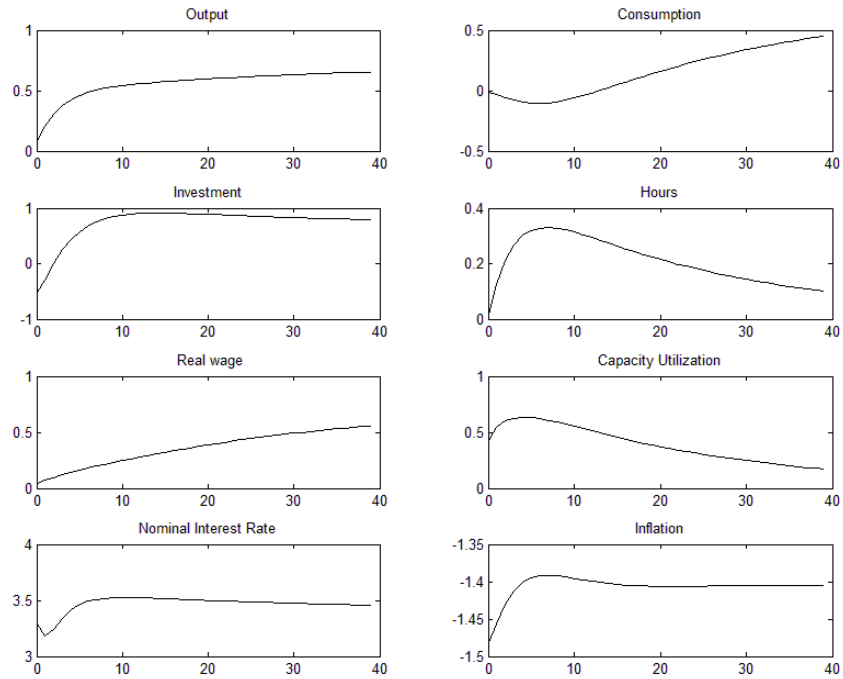 Output
1
0.5
0
0 10 20 30 40
Consumption
0.5
0
-0.5
0 10 20 30 40
Investment
1
0
-1
0 10 20 30 40
Hours
0.4
0.2
0
0 10 20 30 40
Real wage
1
0.5
0
0 10 20 30 40
Capacity Utilization
1
0.5
0
0 10 20 30 40
Nominal Interest Rate
4
3.5
3
0 10 20 30 40
Inflation
-1.35
-1.4
-1.45
-1.5
0 10 20 30 40